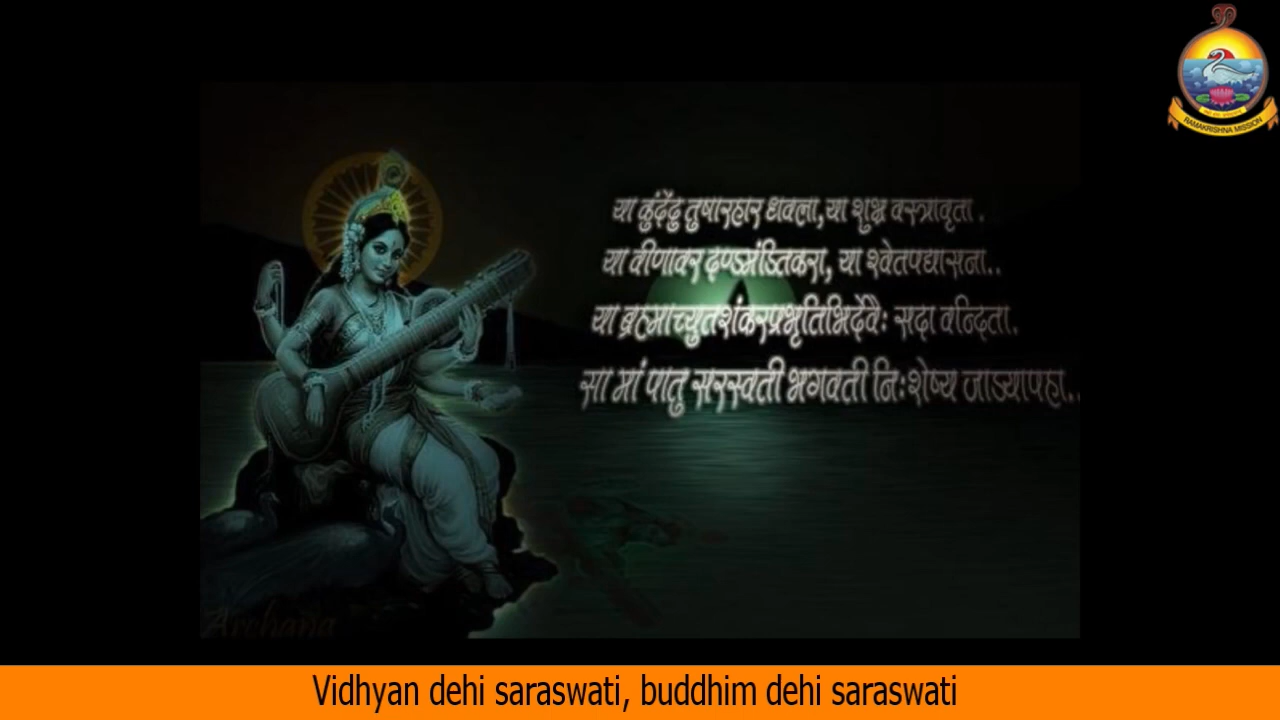 RAMAKRISHNA MISSION
या कुंदेंदु तुषारहार धवला,या शुभ्र वस्त्रावृता .
या वीणावर दण्डमंडितकरा, या श्वेतपद्मासना..
या ब्रहमाच्युतशंकरप्रभृतिभिर्देवैः सदा वन्दिता.
सा मां पातु सरस्वती भगवती निःशेष्य जाड्यापहा..
Archana
Vidhyan dehi saraswati, buddhim dehi saraswati